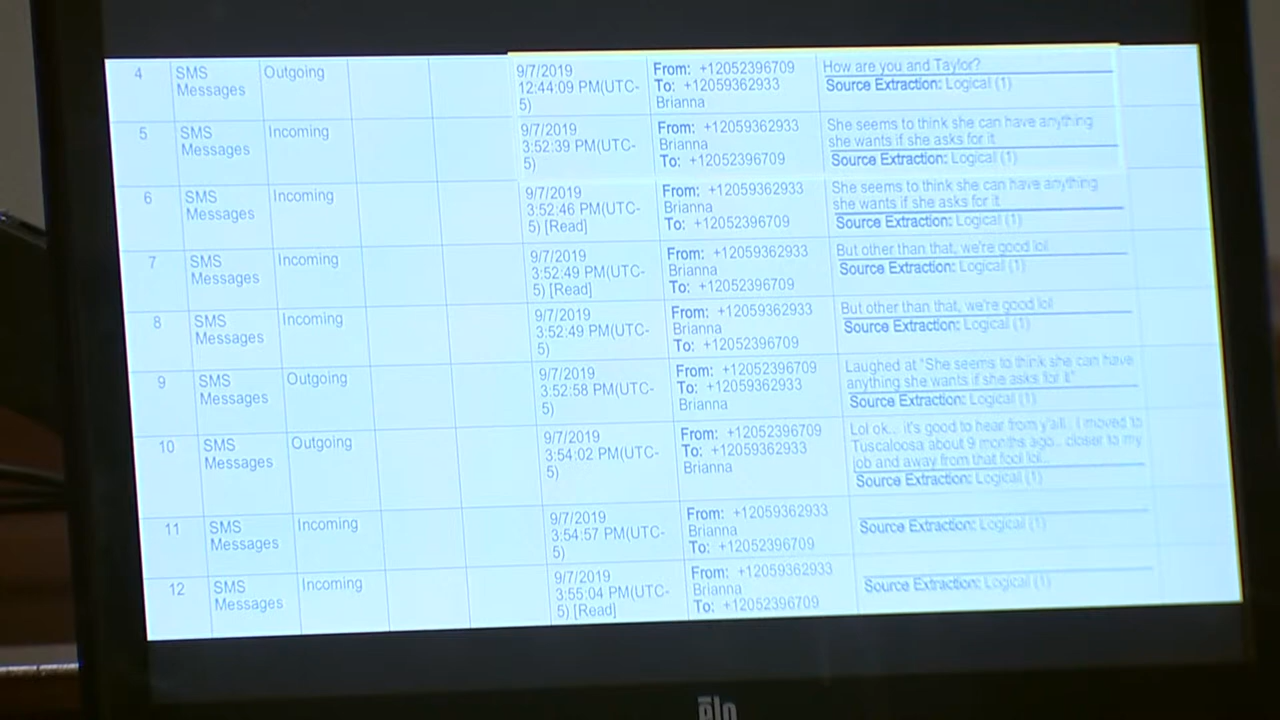 4
SMS
Messages
Outgoing
9/7/2019
12:44:09 PM(UTC-
5)
From: +12052396709
To: +12059362933
Brianna
How are you and Taylor?
Source Extraction: Logical (1)
5
SMS
Messages
Incoming
9/7/2019
3:52:39 PM(UTC-
5)
From: +12059362933
Brianna
To: +12052396709
She seems to think she can have anything
she wants if she asks for it
Source Extraction: Logical (1)
6
SMS
Messages
Incoming
9/7/2019
3:52:46 PM(UTC-
5) [Read]
From: +12059362933
Brianna
To: +12052396709
She seems to think she can have anything
she wants if she asks for it
Source Extraction: Logical (1)
7
SMS
Messages
Incoming
9/7/2019
3:52:49 PM(UTC-
5) [Read]
From: +12059362933
Brianna
To: +12052396709
But other than that, we're good lol
Source Extraction: Logical (1)
8
SMS
Messages
Incoming
9/7/2019
3:52:49 PM(UTC-
5)
From: +12059362933
Brianna
To: +12052396709
But other than that, we're good lol
Source Extraction: Logical (1)
9
SMS
Messages
Outgoing
9/7/2019
3:52:58 PM(UTC-
5)
From: +12052396709
To: +12059362933
Brianna
Laughed at "She seems to think she can have
anything she wants if she asks for it"
Source Extraction: Logical (1)
10
SMS
Messages
Outgoing
9/7/2019
3:54:02 PM(UTC-
5)
From: +12052396709
To: +12059362933
Brianna
Lol ok.. it's good to hear from y'all. I moved to
Tuscaloosa about 9 months ago.. closer to my
job and away from that fool lol..
Source Extraction: Logical (1)
11
SMS
Messages
Incoming
9/7/2019
3:54:57 PM(UTC-
5)
From: +12059362933
Brianna
To: +12052396709
Source Extraction: Logical (1)
12
SMS
Messages
Incoming
9/7/2019
3:55:04 PM(UTC-
5) [Read]
From: +12059362933
Brianna
To: +12052396709
Source Extraction: Logical (1)
elo